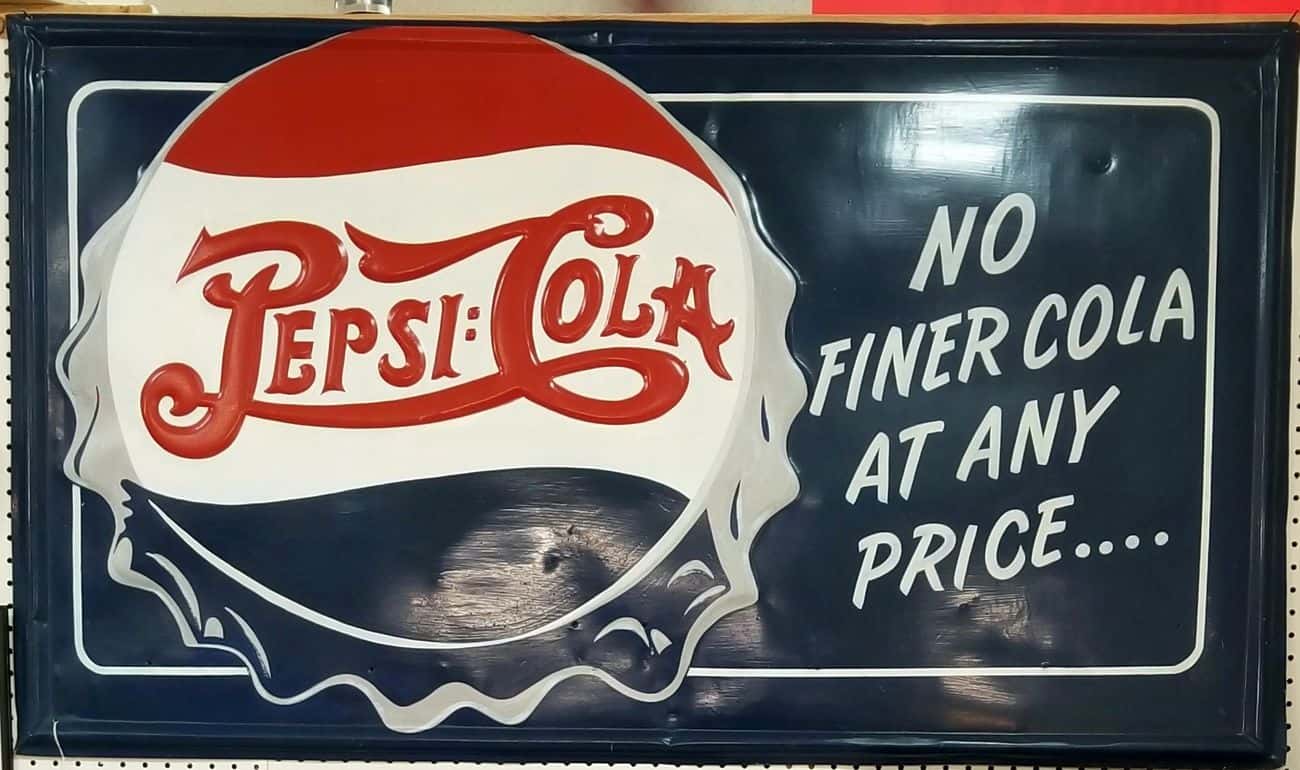 PEPSI:COLA
NO
FINER COLA
AT ANY
PRICE....